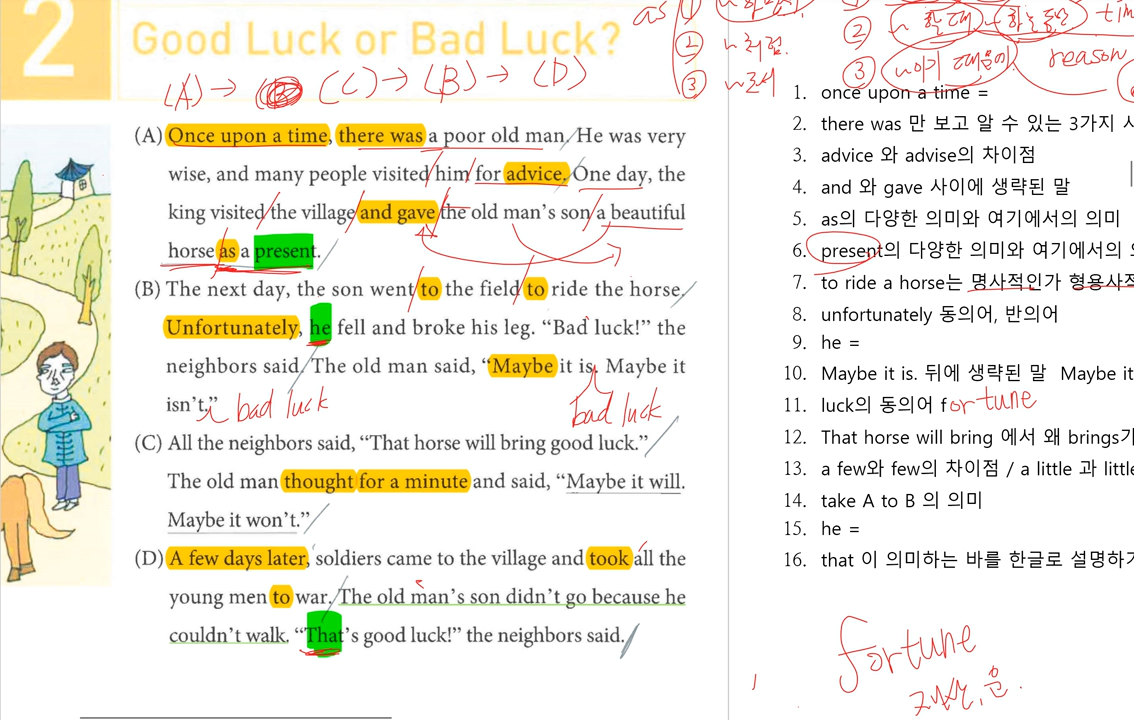 2
Good Luck or Bad Luck?
(A) → (C) → (B) → (D)
(A) Once upon a time, there was a poor old man. He was very
wise, and many people visited him for advice. One day, the
king visited the village and gave the old man's son a beautiful
horse as a present.
(B) The next day, the son went to the field to ride the horse.
Unfortunately, he fell and broke his leg. "Bad luck!" the
neighbors said. The old man said, "Maybe it is. Maybe it
isn't."
bad luck
bad luck
(C) All the neighbors said, "That horse will bring good luck."
The old man thought for a minute and said, "Maybe it will.
Maybe it won't."
(D) A few days later, soldiers came to the village and took all the
young men to war. The old man's son didn't go because he
couldn't walk. "That's good luck!" the neighbors said.
as
①
② ~처럼
③ ~로서
② ~할 때 ~하는 동안 tim
③ ~이기 때문에 reason
1. once upon a time =
2. there was 만 보고 알 수 있는 3가지 사
3. advice 와 advise의 차이점
4. and 와 gave 사이에 생략된 말
5. as의 다양한 의미와 여기에서의 의미
6. present의 다양한 의미와 여기에서의
7. to ride a horse는 명사적인가 형용사적
8. unfortunately 동의어, 반의어
9. he =
10. Maybe it is. 뒤에 생략된 말 Maybe it
11. luck의 동의어 fortune
12. That horse will bring 에서 왜 brings가
13. a few와 few의 차이점 / a little 과 little
14. take A to B 의 의미
15. he =
16. that 이 의미하는 바를 한글로 설명하
fortune
재산, 운.